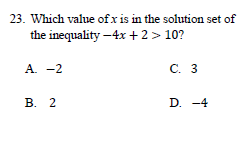 23. Which value of x is in the solution set of
the inequality −4x + 2 > 10?
A. −2
C. 3
B. 2
D. −4